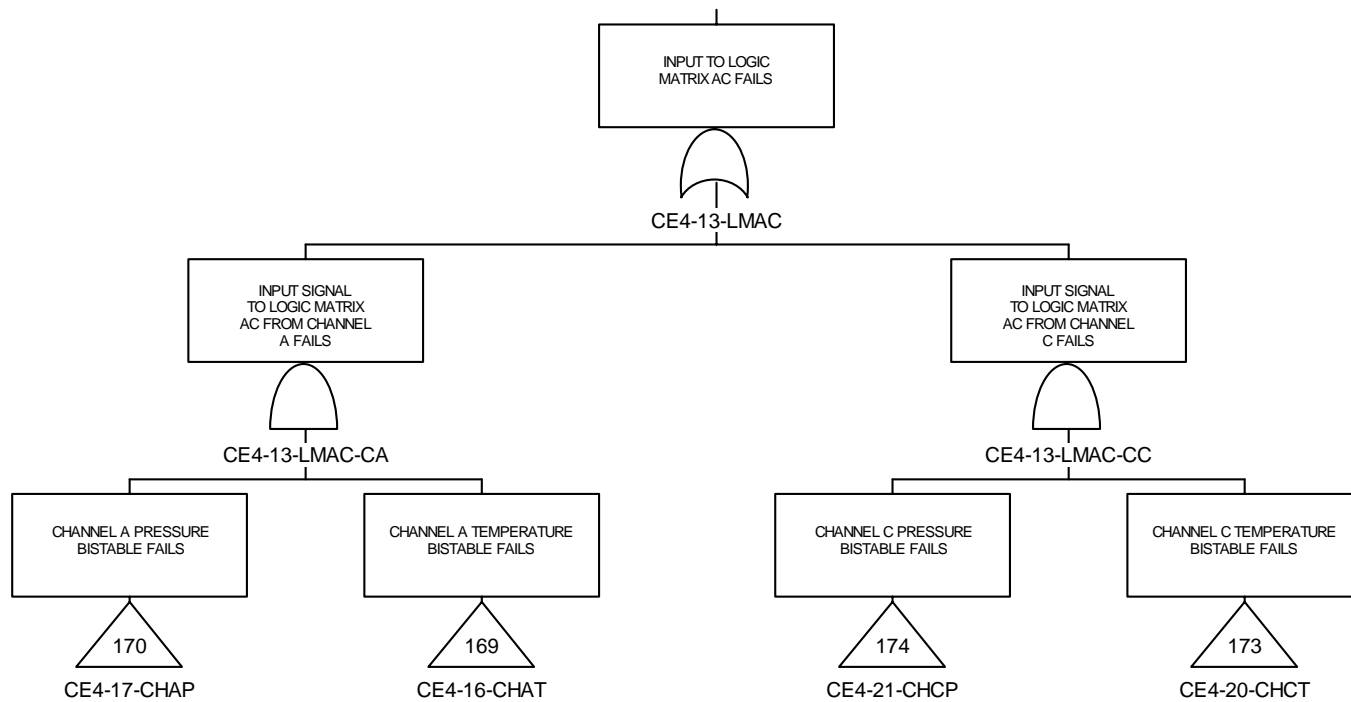 INPUT TO LOGIC
MATRIX AC FAILS
CE4-13-LMAC
INPUT SIGNAL
TO LOGIC MATRIX
AC FROM CHANNEL
A FAILS
INPUT SIGNAL
TO LOGIC MATRIX
AC FROM CHANNEL
C FAILS
CE4-13-LMAC-CA
CE4-13-LMAC-CC
CHANNEL A PRESSURE
BISTABLE FAILS
CHANNEL A TEMPERATURE
BISTABLE FAILS
CHANNEL C PRESSURE
BISTABLE FAILS
CHANNEL C TEMPERATURE
BISTABLE FAILS
170
169
174
173
CE4-17-CHAP
CE4-16-CHAT
CE4-21-CHCP
CE4-20-CHCT